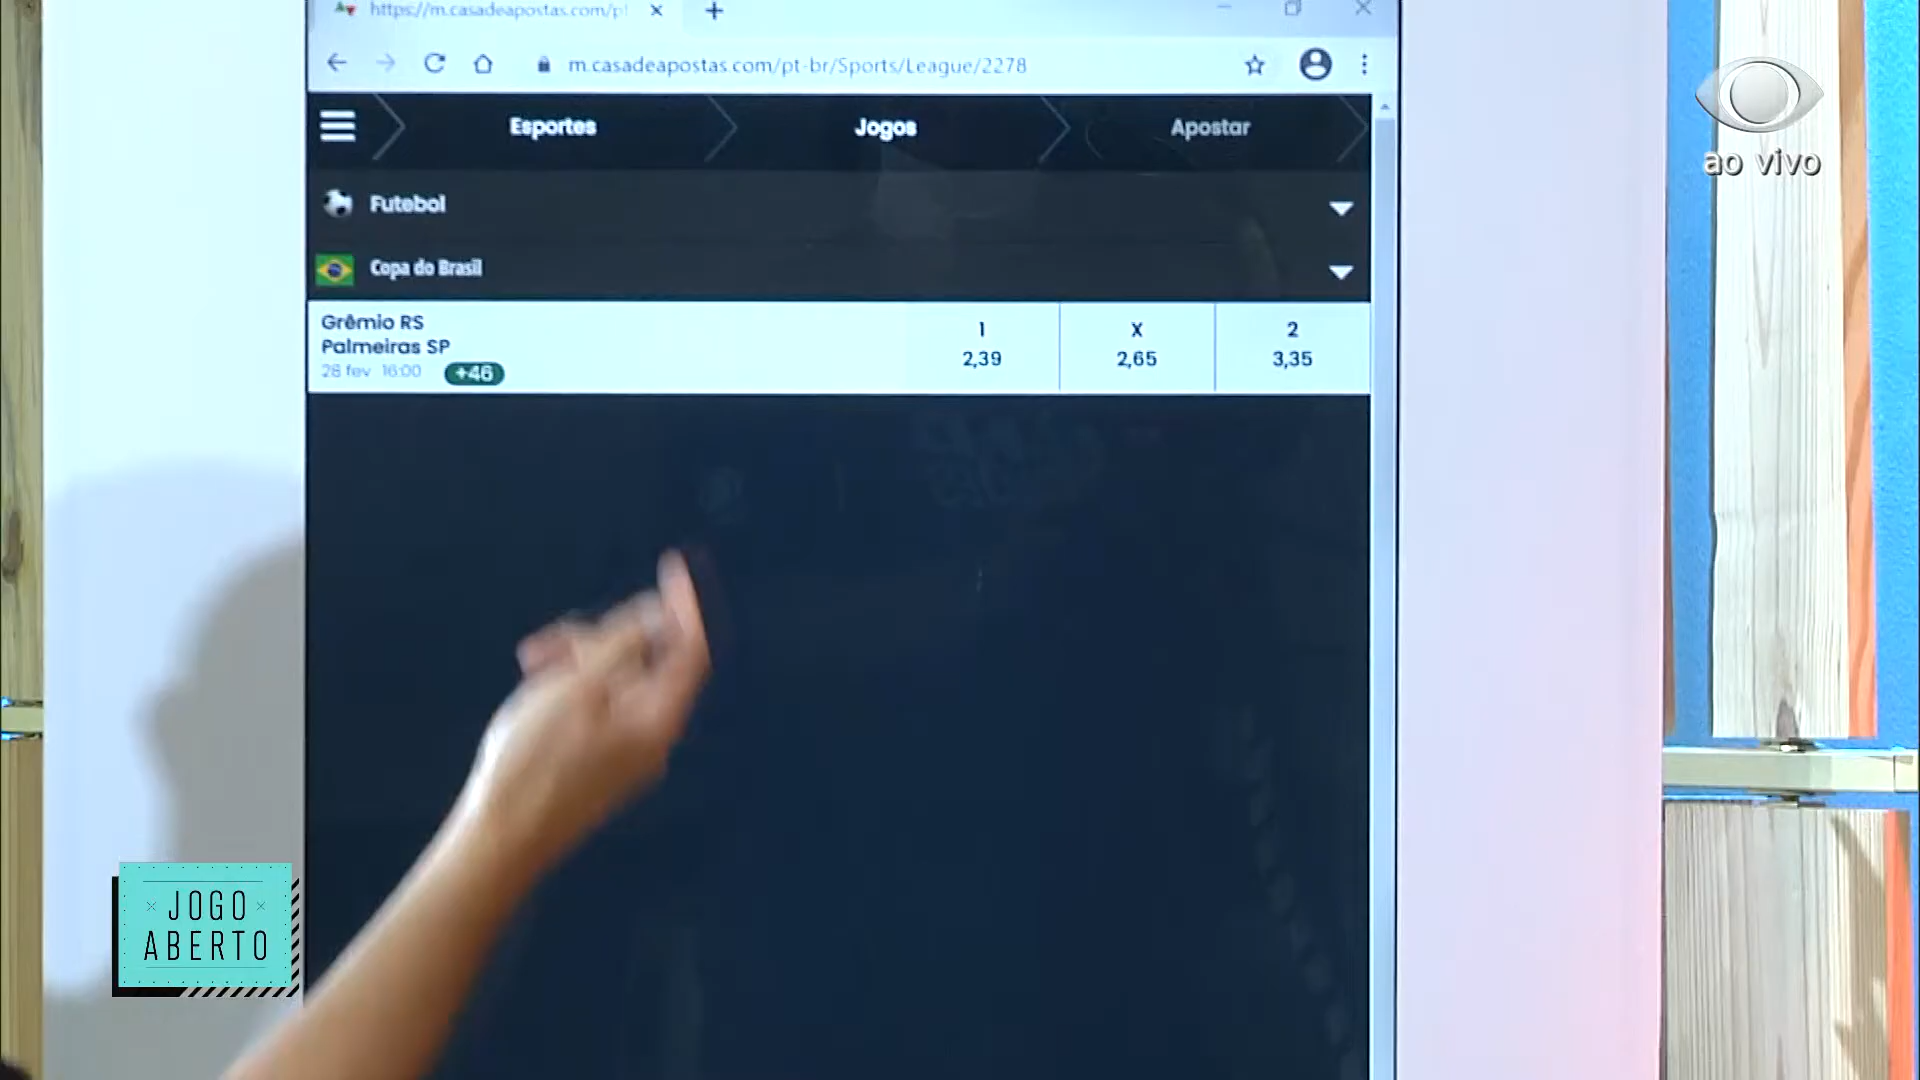 https://m.casadeapostas.com/p
m.casadeapostas.com/pt-br/Sports/League/2278
ao vivo
Esportes
Jogos
Apostar
Futebol
Copa do Brasil
Grêmio RS
Palmeiras SP
28 fev 16:00 +46
1
2,39
X
2,65
2
3,35
JOGO
ABERTO